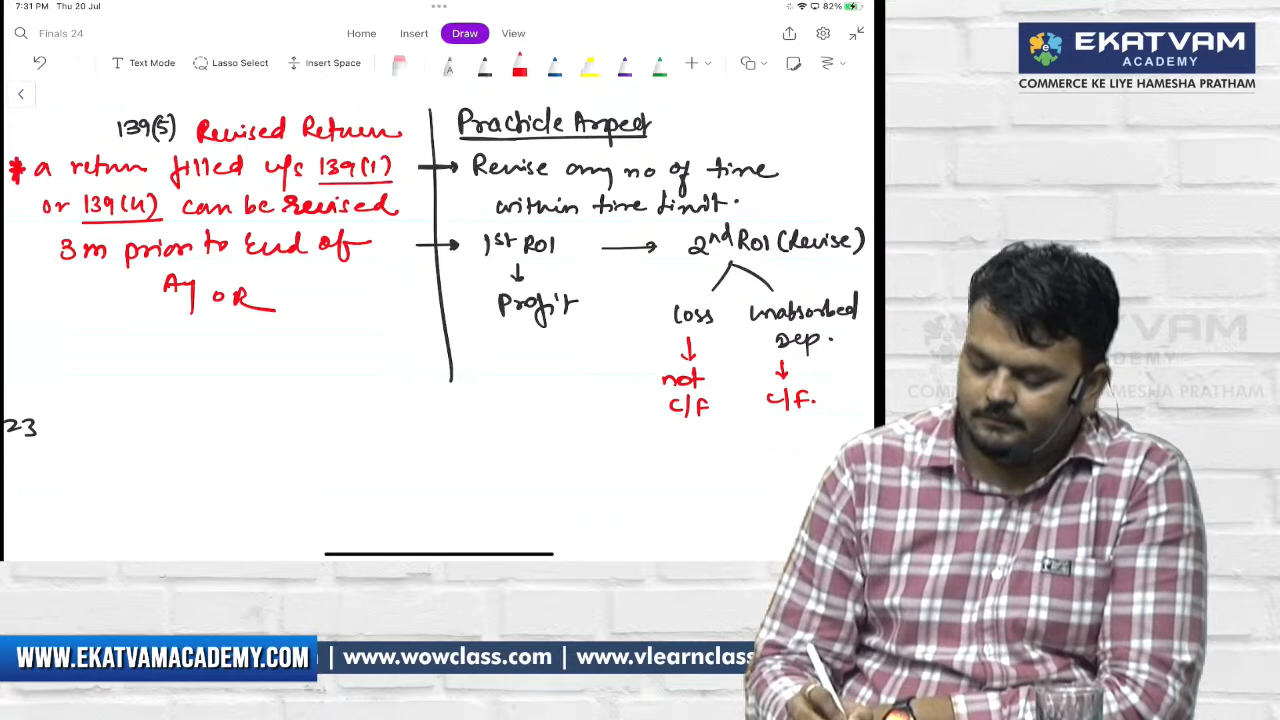 7:31 PM Thu 20 Jul
82%
Finals 24
Home Insert Draw View
Text Mode Lasso Select Insert Space
EKATVAM
ACADEMY
COMMERCE KE LIYE HAMESHA PRATHAM
139(5) Revised Return
* a return filled u/s 139(1)
or 139(4) can be revised
3m prior to End of
Ay OR
Practicle Aspect
→ Revise any no of time
within time limit.
→ 1st ROI → 2nd ROI (Revise)
↓
Profit
Loss Unabsorbed
Dep.
↓ ↓
not C/F.
C/F
23
WWW.EKATVAMACADEMY.COM | www.wowclass.com | www.vlearnclass